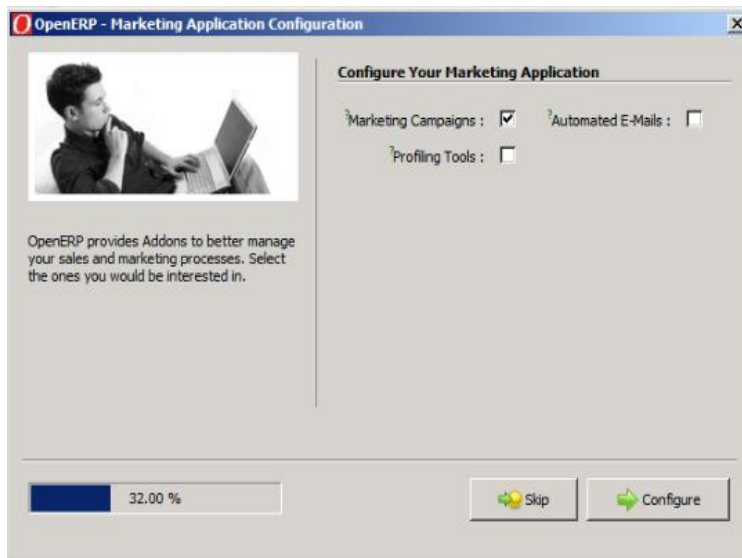 OpenERP - Marketing Application Configuration
Configure Your Marketing Application
?Marketing Campaigns : ?Automated E-Mails :
?Profiling Tools :
OpenERP provides Addons to better manage
your sales and marketing processes. Select
the ones you would be interested in.
32.00 %
Skip
Configure